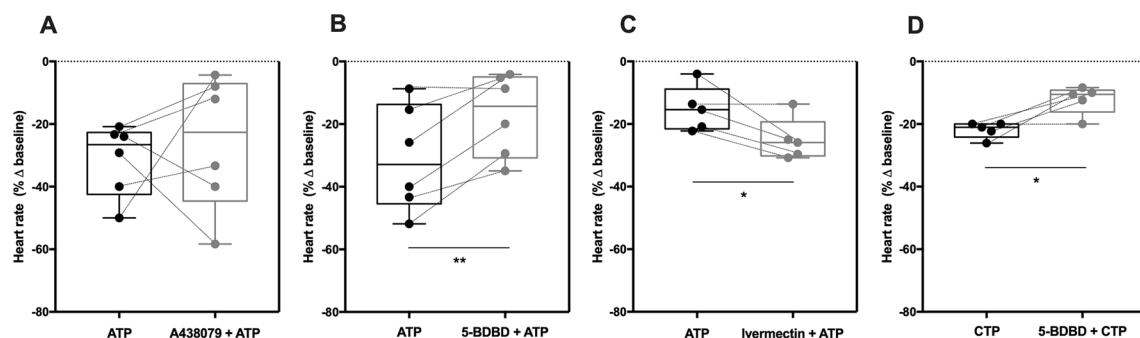 A
Heart rate (% Δ baseline)
0
-20
-40
-60
-80
ATP
A438079 + ATP
B
Heart rate (% Δ baseline)
0
-20
-40
-60
-80
**
ATP
5-BDBD + ATP
C
Heart rate (% Δ baseline)
0
-20
-40
-60
-80
*
ATP
Ivermectin + ATP
D
Heart rate (% Δ baseline)
0
-20
-40
-60
-80
*
CTP
5-BDBD + CTP